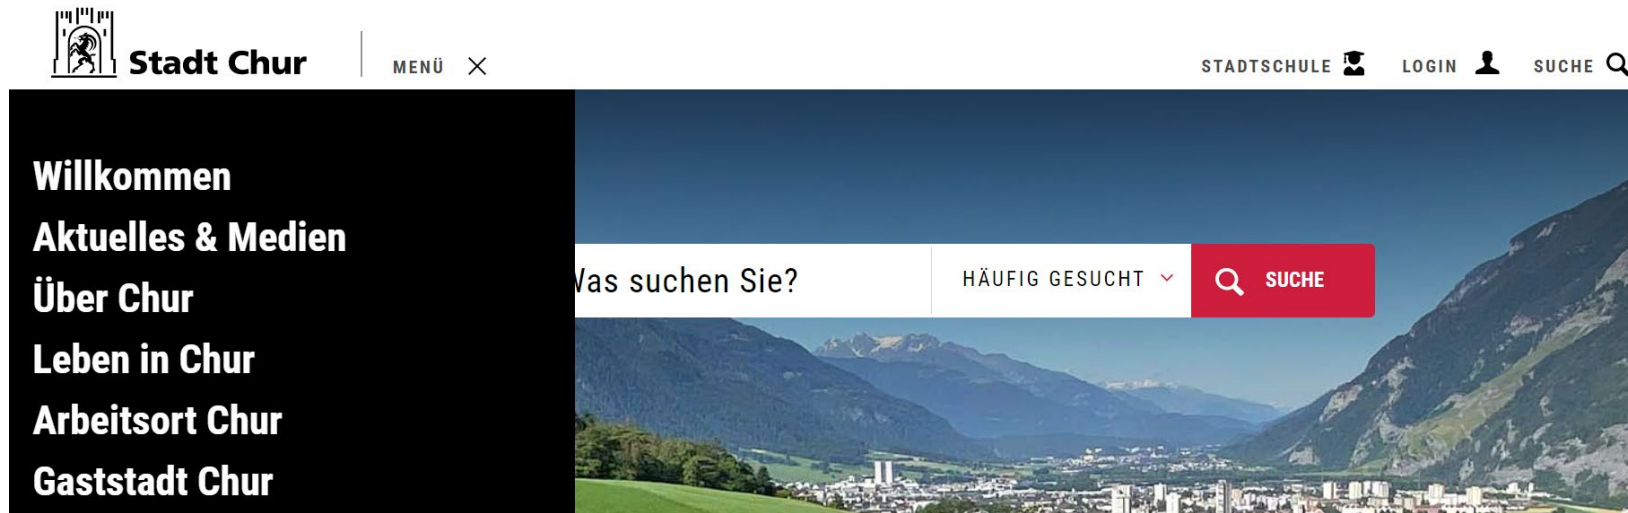 Stadt Chur
MENÜ
STADTSCHULE
LOGIN
SUCHE
Willkommen
Aktuelles & Medien
Über Chur
Leben in Chur
Arbeitsort Chur
Gaststadt Chur
Was suchen Sie?
HÄUFIG GESUCHT
SUCHE